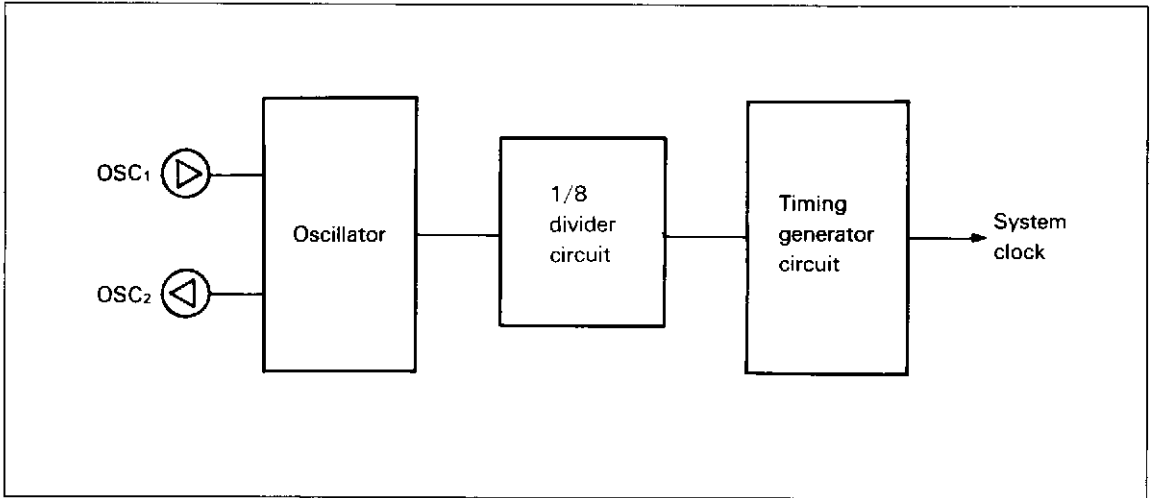 OSC₁
OSC₂
Oscillator
1/8
divider
circuit
Timing
generator
circuit
System
clock